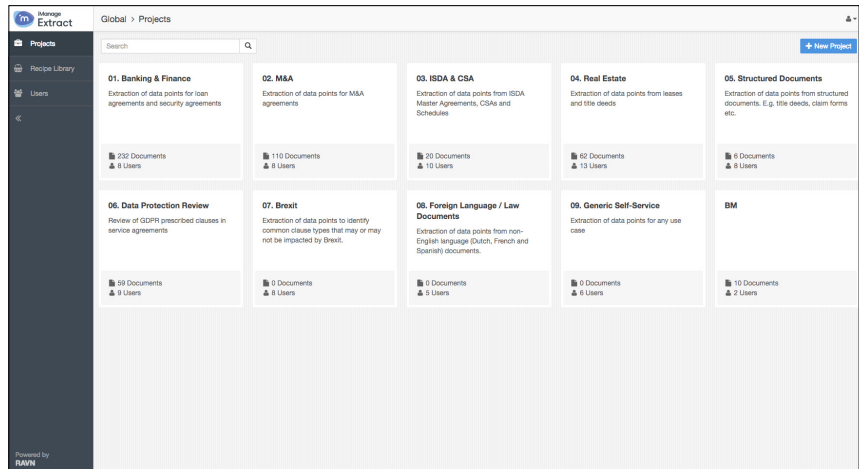 m iManage
Extract
Global > Projects
Projects
Search
+ New Project
Recipe Library
Users
01. Banking & Finance
Extraction of data points for loan
agreements and security agreements
232 Documents
8 Users
02. M&A
Extraction of data points for M&A
agreements
110 Documents
8 Users
03. ISDA & CSA
Extraction of data points from ISDA
Master Agreements, CSAs and
Schedules
20 Documents
10 Users
04. Real Estate
Extraction of data points from leases
and title deeds
62 Documents
13 Users
05. Structured Documents
Extraction of data points from structured
documents. E.g. title deeds, claim forms
etc.
6 Documents
6 Users
06. Data Protection Review
Review of GDPR prescribed clauses in
service agreements
59 Documents
9 Users
07. Brexit
Extraction of data points to identify
common clause types that may or may
not be impacted by Brexit.
0 Documents
8 Users
08. Foreign Language / Law
Documents
Extraction of data points from non-
English language (Dutch, French and
Spanish) documents.
0 Documents
5 Users
09. Generic Self-Service
Extraction of data points for any use
case
0 Documents
6 Users
BM
10 Documents
2 Users
Powered by
RAVN